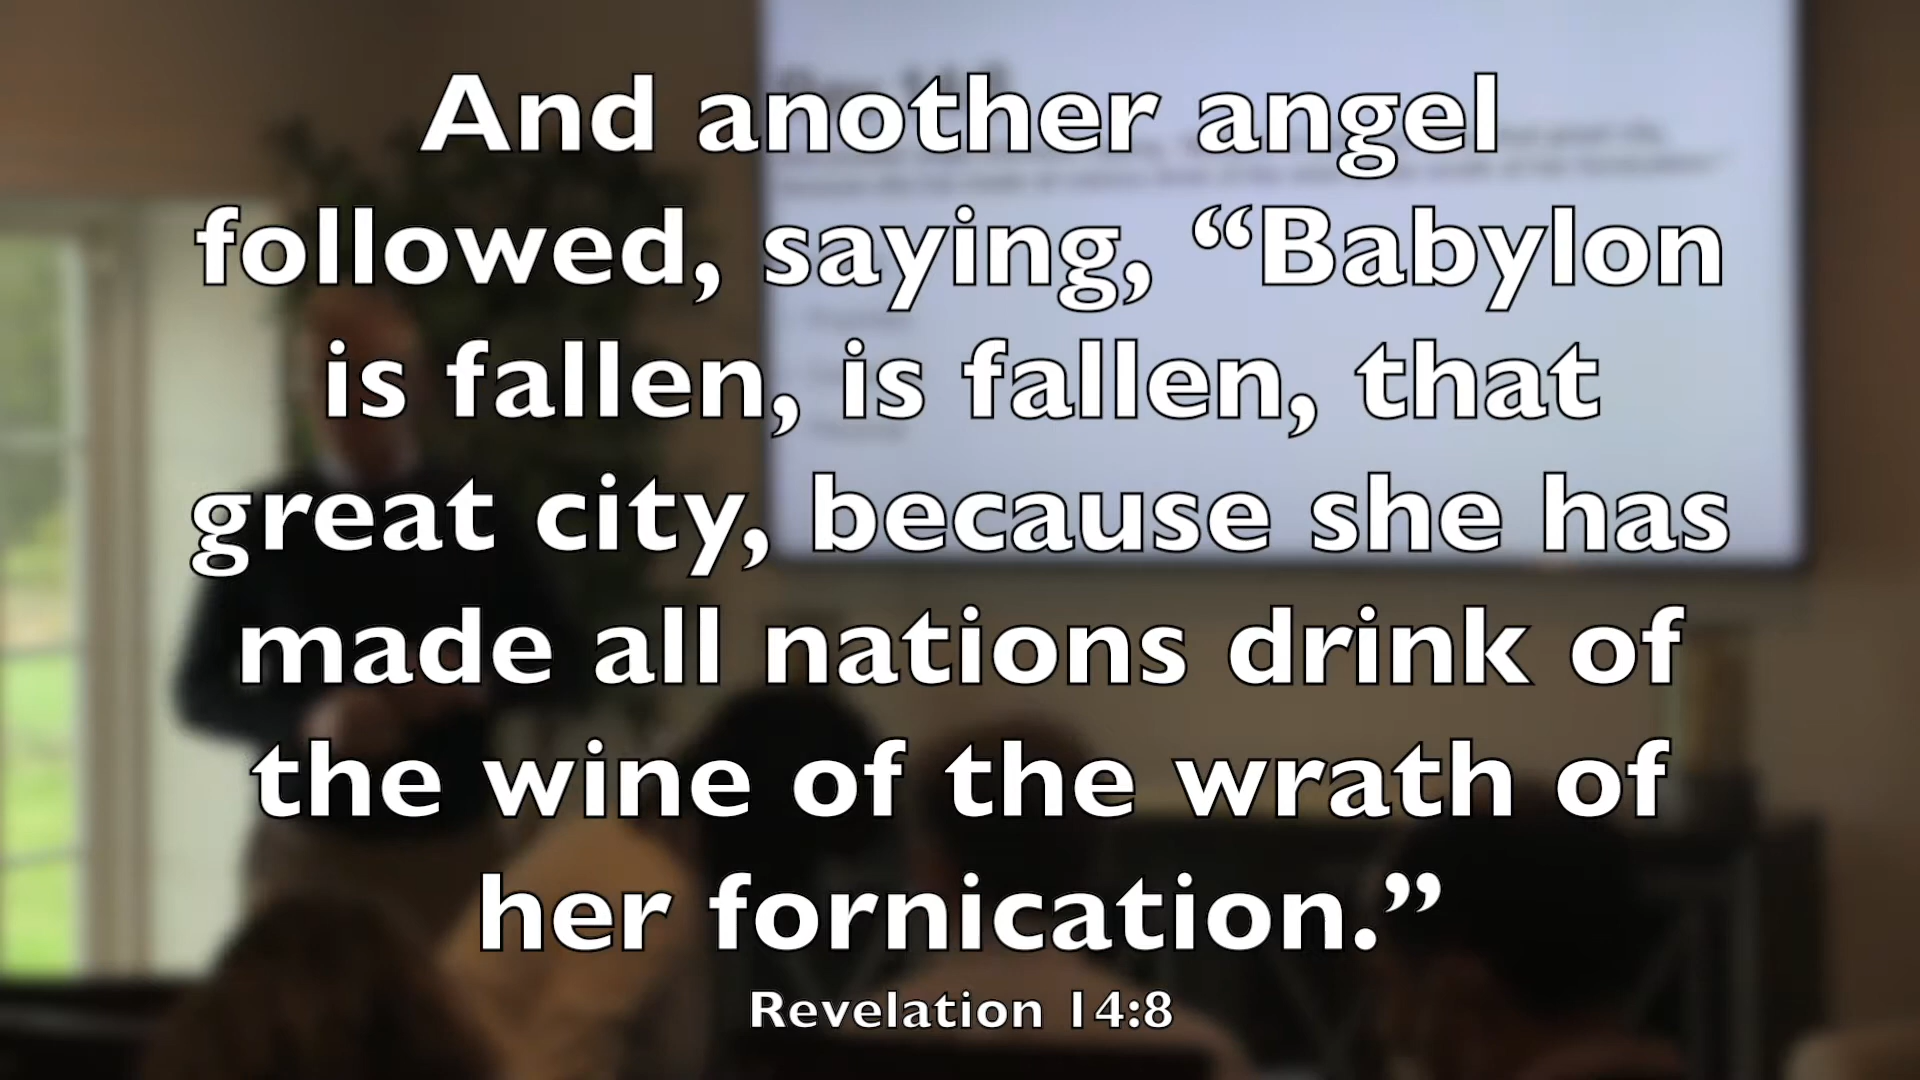 And another angel
followed, saying, “Babylon
is fallen, is fallen, that
great city, because she has
made all nations drink of
the wine of the wrath of
her fornication.”
Revelation 14:8